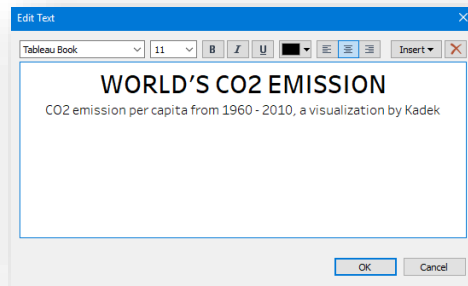 Edit Text
Tableau Book 11 B I U Insert
WORLD'S CO2 EMISSION
CO2 emission per capita from 1960 - 2010, a visualization by Kadek
OK Cancel